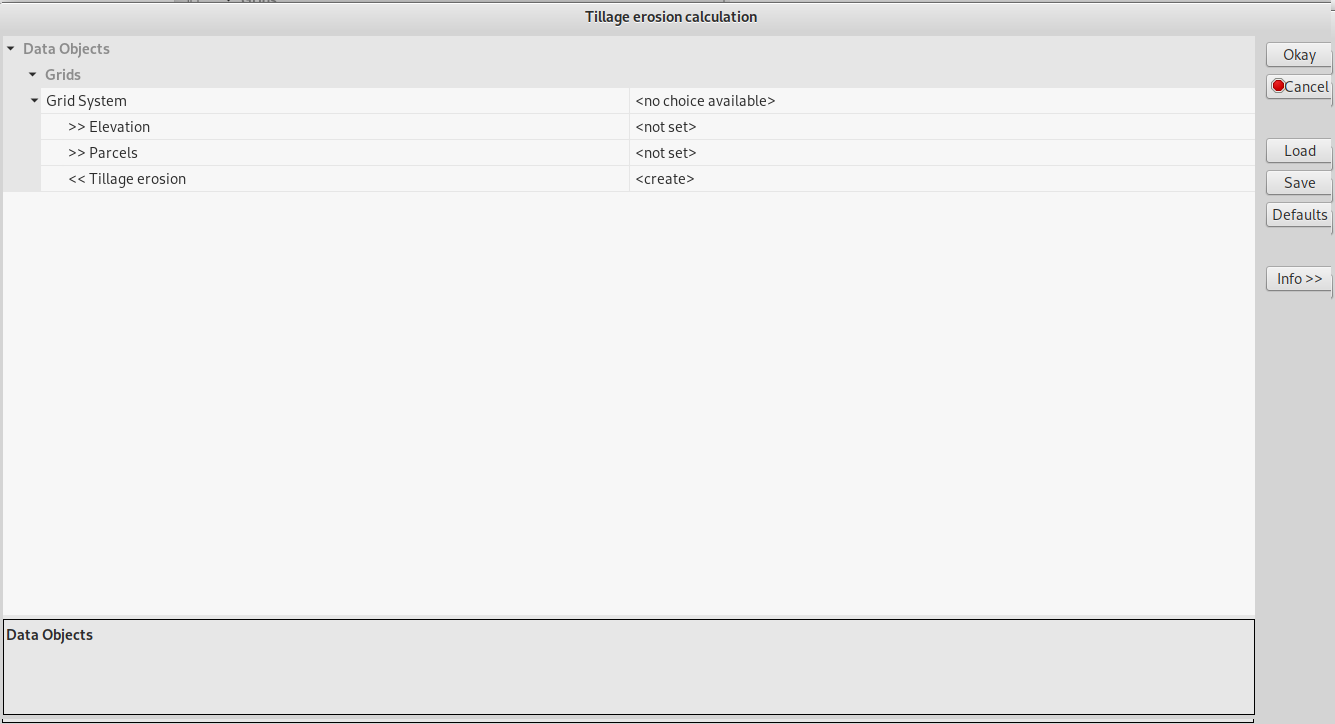 Tillage erosion calculation
Data Objects
Grids
Grid System <no choice available>
>> Elevation <not set>
>> Parcels <not set>
<< Tillage erosion <create>
Okay
Cancel
Load
Save
Defaults
Info >>
Data Objects